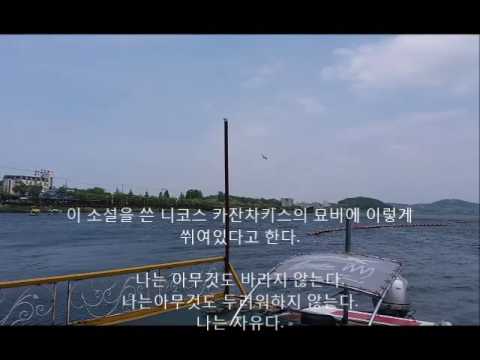 이 소설을 쓴 니코스 카잔차키스의 묘비에 이렇게
쒸여있다고 한다.
나는 아무것도 바라지 않는다.
나는아무것도 두려워하지 않는다.
나는 자유다.